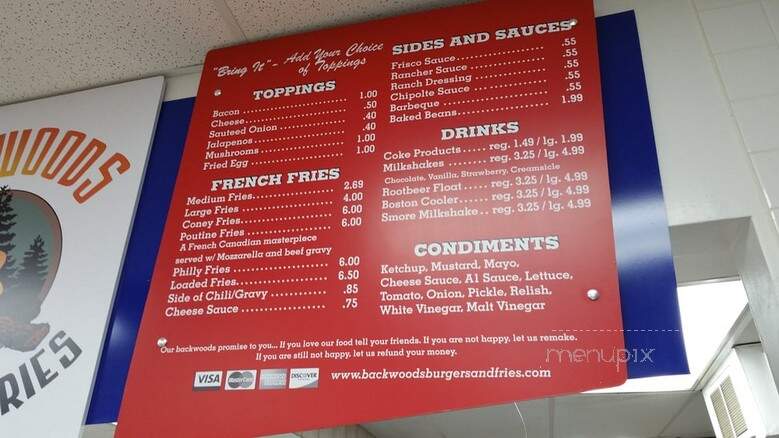 WOODS
RIES
"Bring It"- Add Your Choice
of Toppings
TOPPINGS
Bacon 1.00
Cheese .50
Sauteed Onion .40
Jalapenos .40
Mushrooms 1.00
Fried Egg 1.00
FRENCH FRIES
Medium Fries 2.69
Large Fries 4.00
Coney Fries 6.00
Poutine Fries 6.00
A French Canadian masterpiece
served w/ Mozzarella and beef gravy
Philly Fries 6.00
Loaded Fries 6.50
Side of Chili/Gravy .85
Cheese Sauce .75
SIDES AND SAUCES
Frisco Sauce .55
Rancher Sauce .55
Ranch Dressing .55
Chipolte Sauce .55
Barbeque .55
Baked Beans 1.99
DRINKS
Coke Products reg. 1.49 / lg. 1.99
Milkshakes reg. 3.25 / lg. 4.99
Chocolate, Vanilla, Strawberry, Creamsicle
Rootbeer Float reg. 3.25 / lg. 4.99
Boston Cooler reg. 3.25 / lg. 4.99
Smore Milkshake reg. 3.25 / lg. 4.99
CONDIMENTS
Ketchup, Mustard, Mayo,
Cheese Sauce, A1 Sauce, Lettuce,
Tomato, Onion, Pickle, Relish,
White Vinegar, Malt Vinegar
Our backwoods promise to you... If you love our food tell your friends. If you are not happy, let us remake.
If you are still not happy, let us refund your money.
VISA MasterCard DISCOVER www.backwoodsburgersandfries.com
menupix